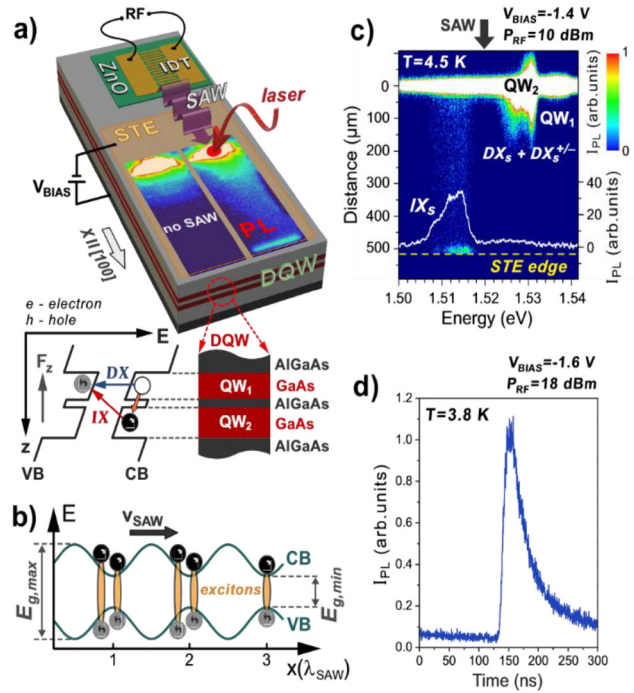 a)
RF
ZnO
IDT
SAW
laser
STE
V_BIAS
no SAW
PL
X||[100]
DQW
e - electron
h - hole
E
DQW
F_z
DX
IX
z
VB
CB
h
AlGaAs
QW₁
GaAs
AlGaAs
QW₂
GaAs
AlGaAs
b)
E
v_SAW
CB
excitons
VB
E_g,max
E_g,min
h h h h h
1 2 3
x(λ_SAW)
c)
SAW
V_BIAS=-1.4 V
P_RF=10 dBm
T=4.5 K
QW₂
QW₁
DX_s + DX_s^+/−
IX_s
STE edge
Distance (µm)
0
100
200
300
400
500
1.50 1.51 1.52 1.53 1.54
Energy (eV)
1
0
I_PL (arb.units)
40
20
0
I_PL (arb.units)
d)
V_BIAS=-1.6 V
P_RF=18 dBm
T=3.8 K
I_PL (arb.units)
1.2
1.0
0.8
0.6
0.4
0.2
0.0
0 50 100 150 200 250 300
Time (ns)